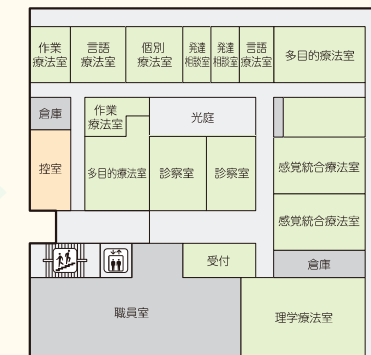 作業
療法室
言語
療法室
個別
療法室
発達
相談室
発達
相談室
言語
療法室
多目的療法室
倉庫
作業
療法室
光庭
控室
多目的療法室
診察室
診察室
感覚統合療法室
感覚統合療法室
受付
倉庫
職員室
理学療法室